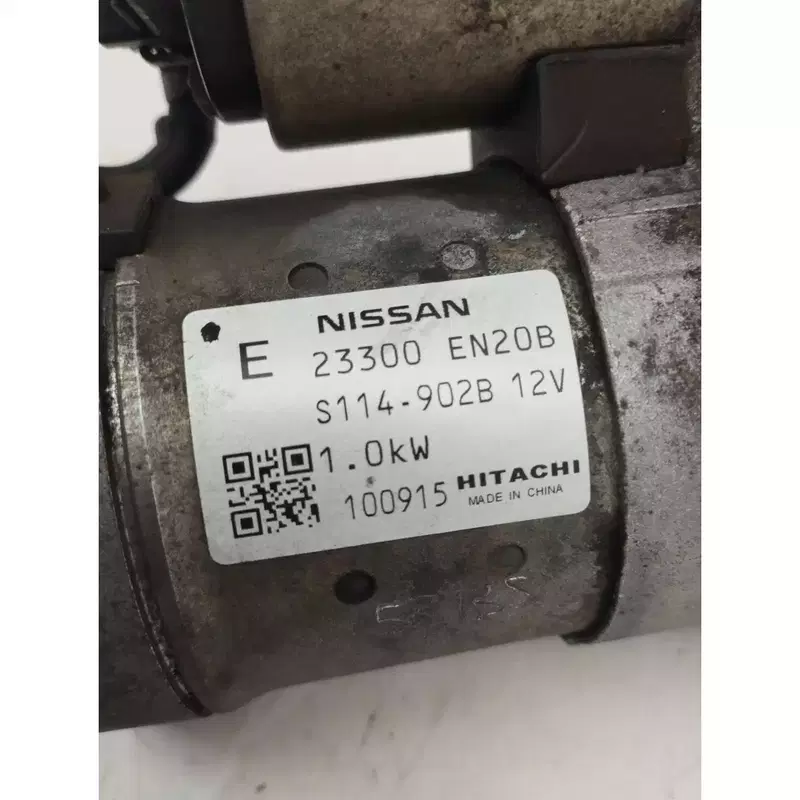 NISSAN
E 23300 EN20B
S114-902B 12V
1.0kW
100915 HITACHI
MADE IN CHINA